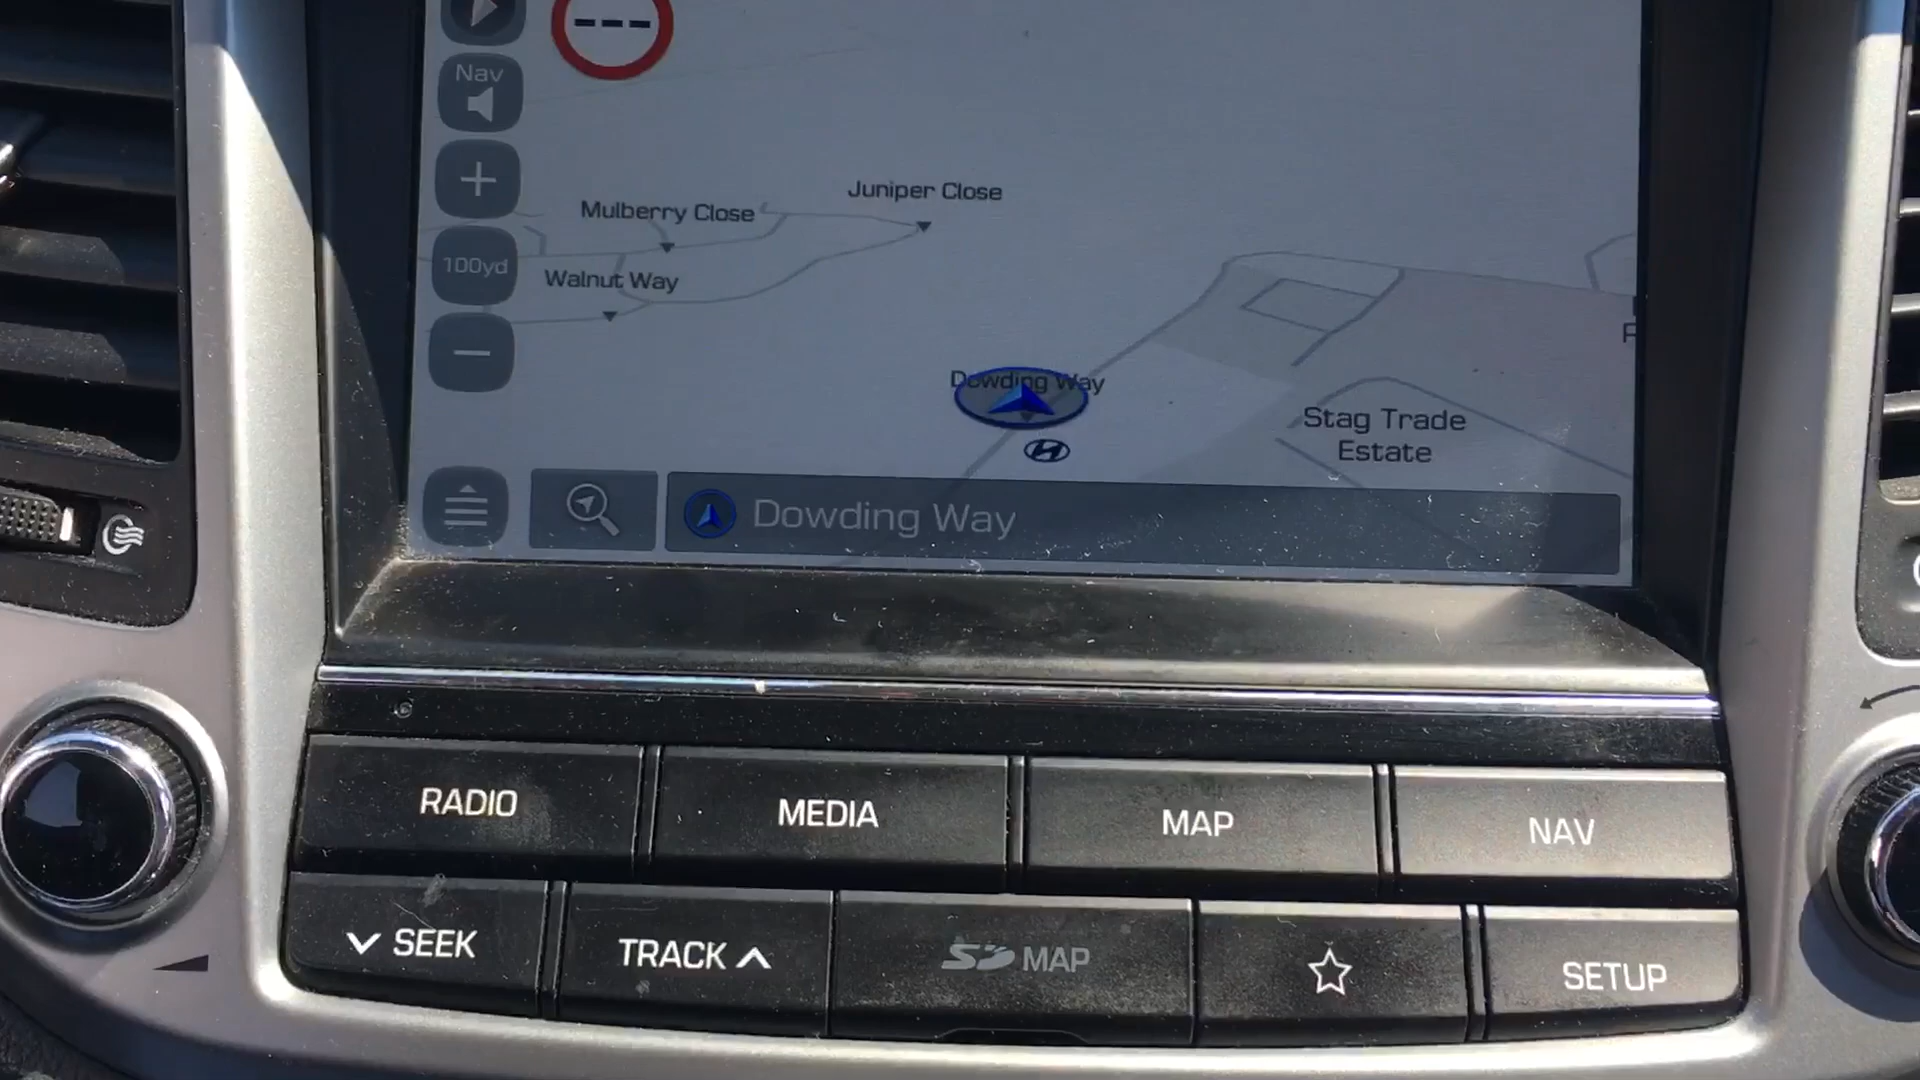 ---
Nav
Juniper Close
Mulberry Close
100yd
Walnut Way
Dowding Way
Stag Trade
Estate
Dowding Way
RADIO
MEDIA
MAP
NAV
SEEK
TRACK
SD MAP
SETUP